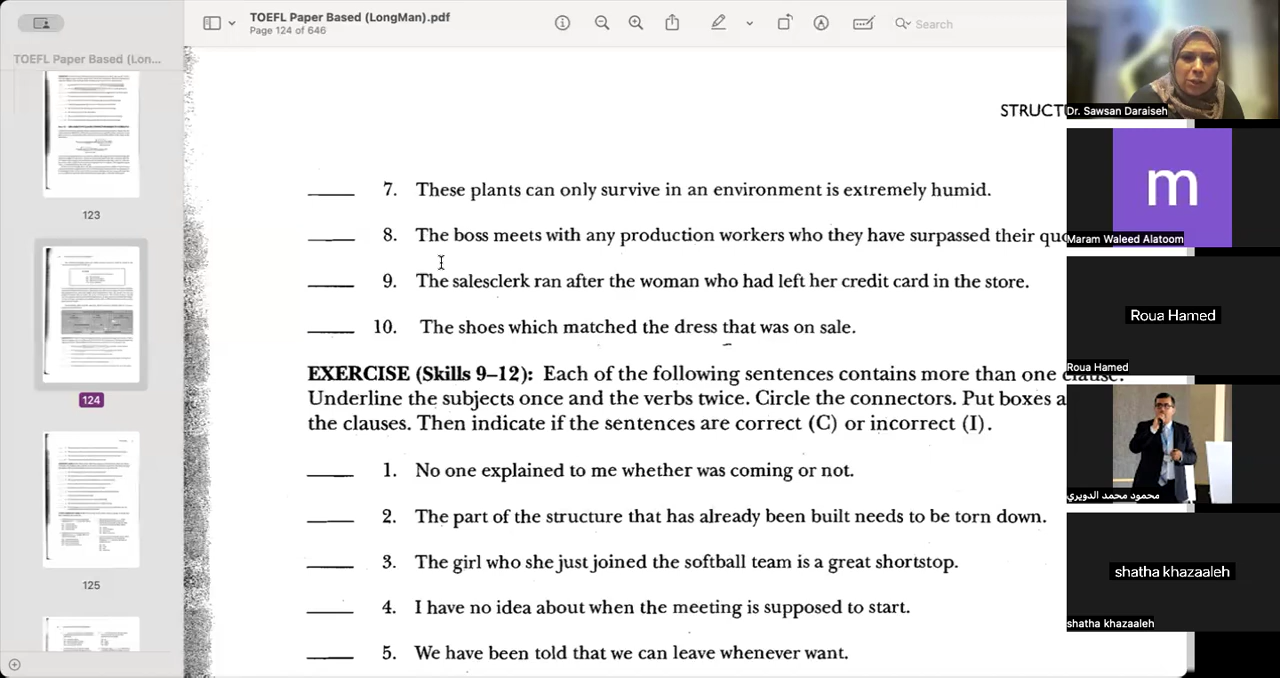 TOEFL Paper Based (LongMan).pdf
Page 124 of 646
Search
TOEFL Paper Based (Lon...
123
124
125
7. These plants can only survive in an environment is extremely humid.
8. The boss meets with any production workers who they have surpassed their
9. The salesclerk ran after the woman who had left her credit card in the store.
10. The shoes which matched the dress that was on sale.
EXERCISE (Skills 9–12): Each of the following sentences contains more than one clause.
Underline the subjects once and the verbs twice. Circle the connectors. Put boxes
the clauses. Then indicate if the sentences are correct (C) or incorrect (I).
1. No one explained to me whether was coming or not.
2. The part of the structure that has already been built needs to be torn down.
3. The girl who she just joined the softball team is a great shortstop.
4. I have no idea about when the meeting is supposed to start.
5. We have been told that we can leave whenever want.
Dr. Sawsan Daraiseh
m
Maram Waleed Alatoom
Roua Hamed
Roua Hamed
محمود محمد الدويري
shatha khazaaleh
shatha khazaaleh